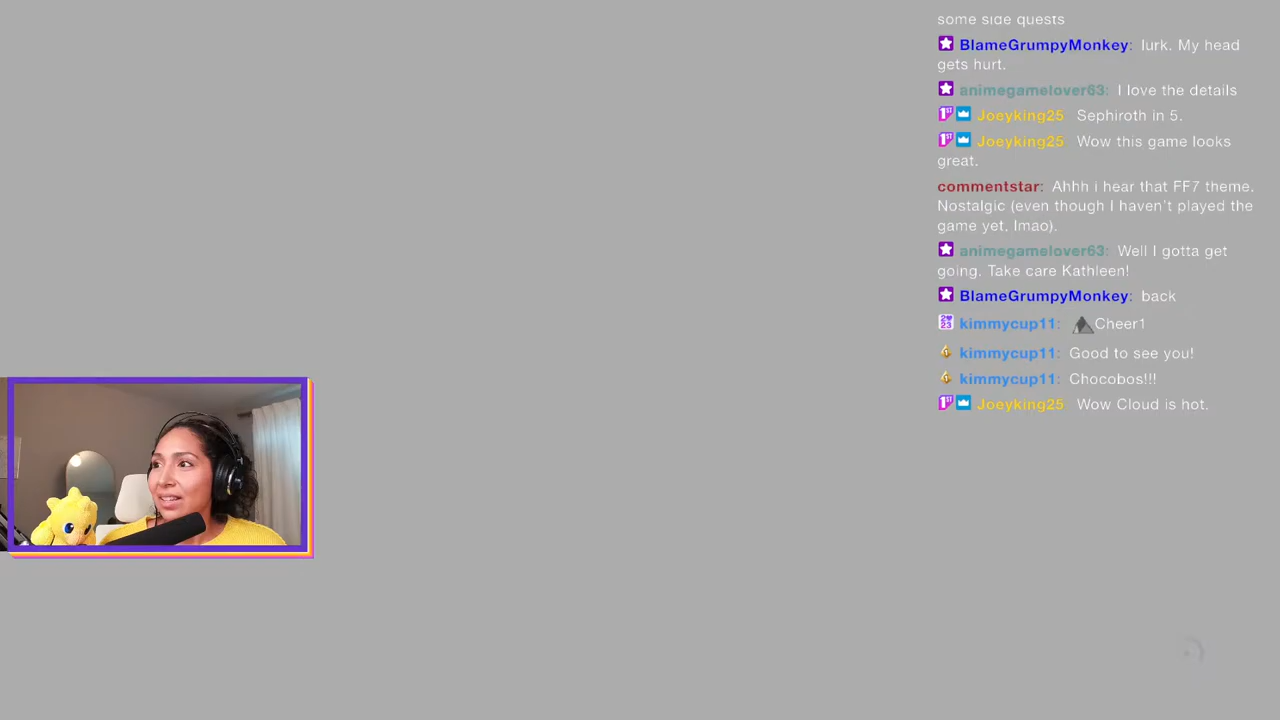 some side quests
BlameGrumpyMonkey: lurk. My head
gets hurt.
animegamelover63: I love the details
1ST Joeyking25 Sephiroth in 5.
1ST Joeyking25 Wow this game looks
great.
commentstar: Ahhh i hear that FF7 theme.
Nostalgic (even though I haven't played the
game yet, lmao).
animegamelover63: Well I gotta get
going. Take care Kathleen!
BlameGrumpyMonkey: back
kimmycup11: Cheer1
kimmycup11: Good to see you!
kimmycup11: Chocobos!!!
1ST Joeyking25 Wow Cloud is hot.